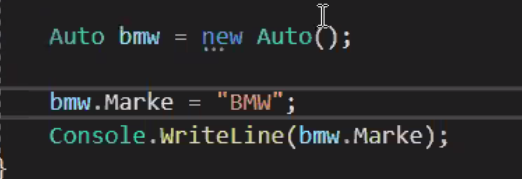 Auto bmw = new Auto();
bmw.Marke = "BMW";
Console.WriteLine(bmw.Marke);
}